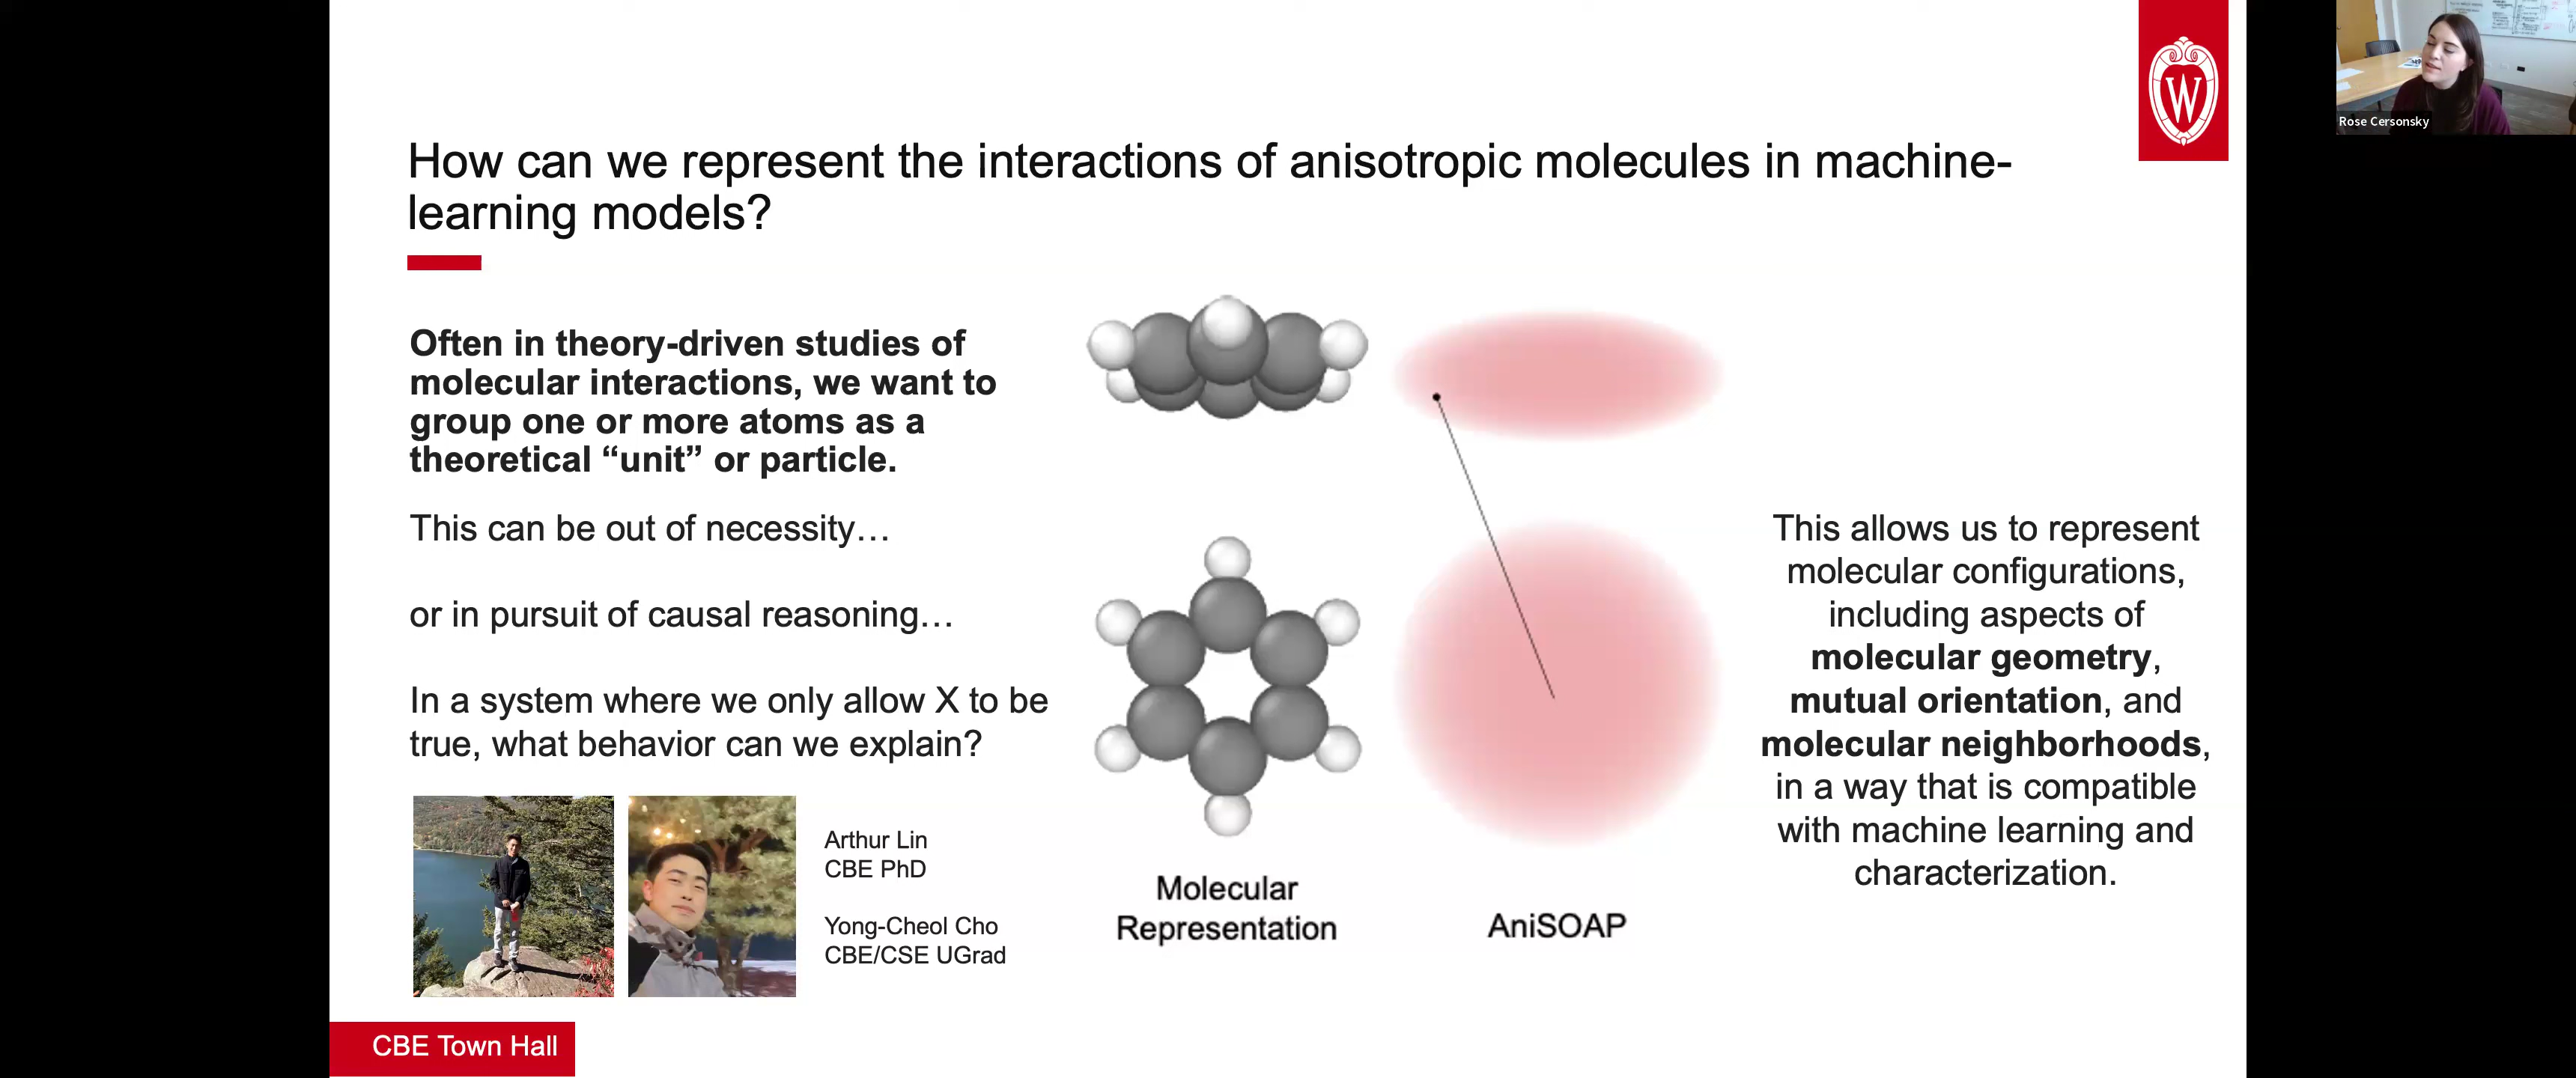 How can we represent the interactions of anisotropic molecules in machine-
learning models?
Often in theory-driven studies of
molecular interactions, we want to
group one or more atoms as a
theoretical “unit” or particle.
This can be out of necessity…
or in pursuit of causal reasoning…
In a system where we only allow X to be
true, what behavior can we explain?
Arthur Lin
CBE PhD
Yong-Cheol Cho
CBE/CSE UGrad
Molecular
Representation
AniSOAP
This allows us to represent
molecular configurations,
including aspects of
molecular geometry,
mutual orientation, and
molecular neighborhoods,
in a way that is compatible
with machine learning and
characterization.
CBE Town Hall
W
Rose Cersonsky